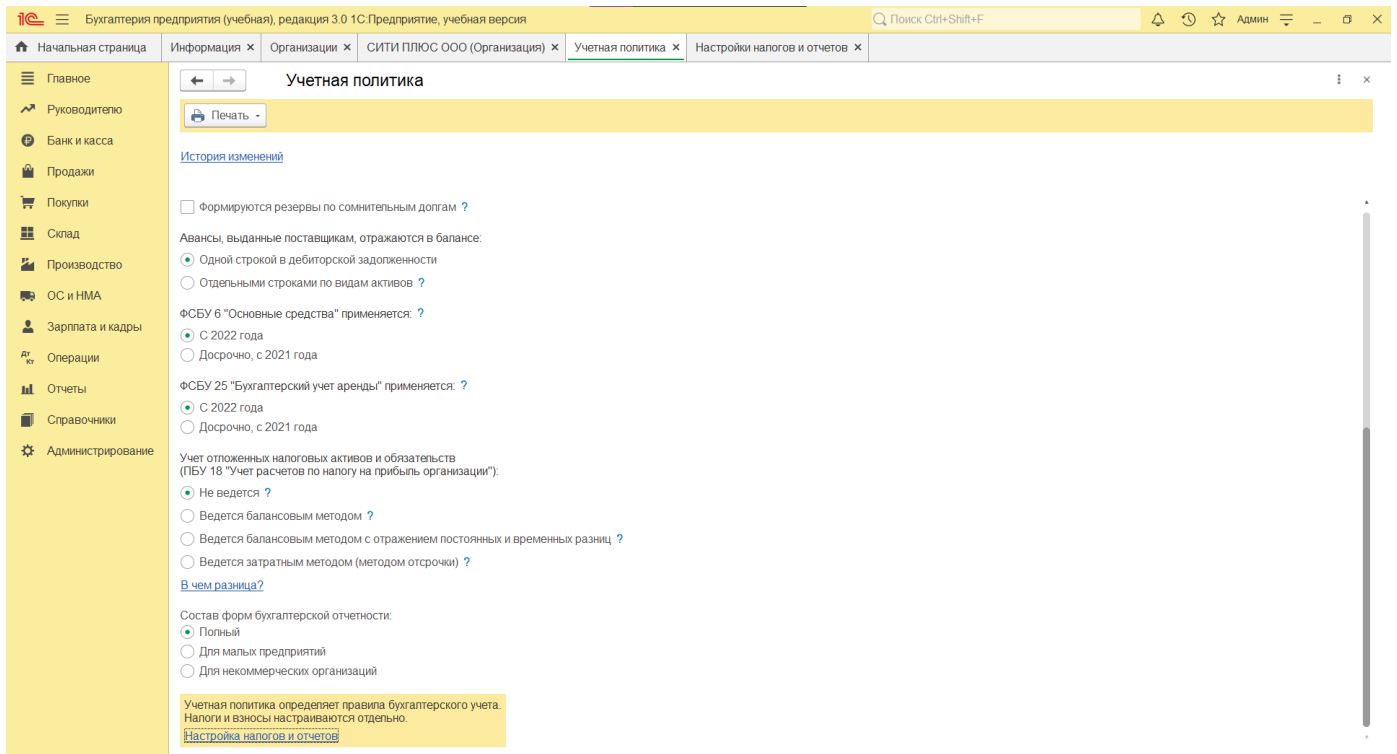 1С Бухгалтерия предприятия (учебная), редакция 3.0 1С:Предприятие, учебная версия Поиск Ctrl+Shift+F Админ
Начальная страница Информация × Организации × СИТИ ПЛЮС ООО (Организация) × Учетная политика × Настройки налогов и отчетов ×
Главное
Руководителю
Банк и касса
Продажи
Покупки
Склад
Производство
ОС и НМА
Зарплата и кадры
Дт Кт Операции
Отчеты
Справочники
Администрирование
Учетная политика
Печать
История изменений
Формируются резервы по сомнительным долгам ?
Авансы, выданные поставщикам, отражаются в балансе:
Одной строкой в дебиторской задолженности
Отдельными строками по видам активов ?
ФСБУ 6 "Основные средства" применяется: ?
С 2022 года
Досрочно, с 2021 года
ФСБУ 25 "Бухгалтерский учет аренды" применяется: ?
С 2022 года
Досрочно, с 2021 года
Учет отложенных налоговых активов и обязательств
(ПБУ 18 "Учет расчетов по налогу на прибыль организации"):
Не ведется ?
Ведется балансовым методом ?
Ведется балансовым методом с отражением постоянных и временных разниц ?
Ведется затратным методом (методом отсрочки) ?
В чем разница?
Состав форм бухгалтерской отчетности:
Полный
Для малых предприятий
Для некоммерческих организаций
Учетная политика определяет правила бухгалтерского учета.
Налоги и взносы настраиваются отдельно.
Настройка налогов и отчетов